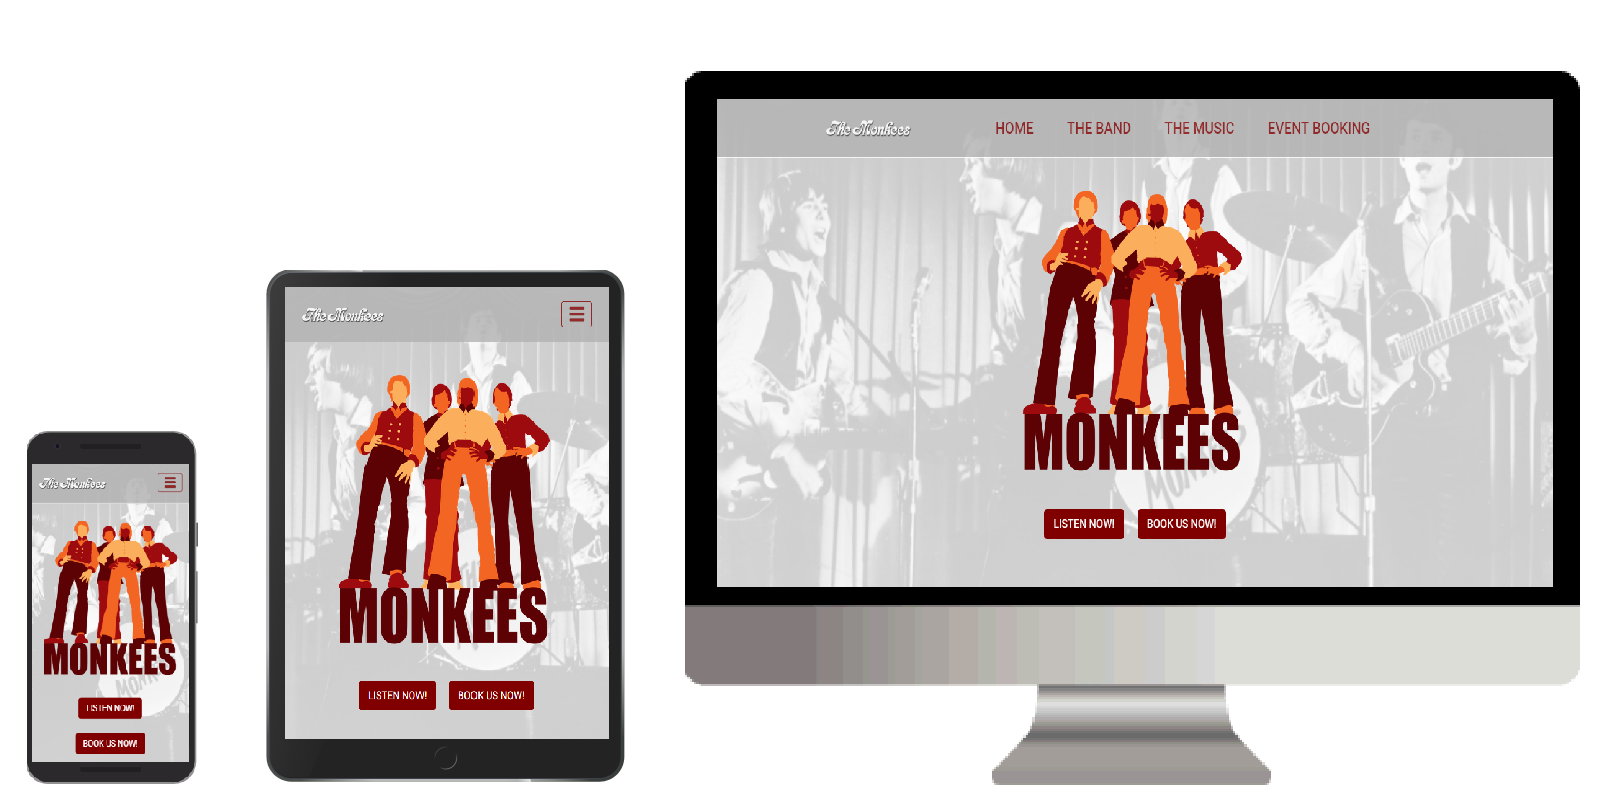 The Monkees
MONKEES
LISTEN NOW!
BOOK US NOW!
The Monkees
MONKEES
LISTEN NOW! BOOK US NOW!
The Monkees HOME THE BAND THE MUSIC EVENT BOOKING
MONKEES
LISTEN NOW! BOOK US NOW!